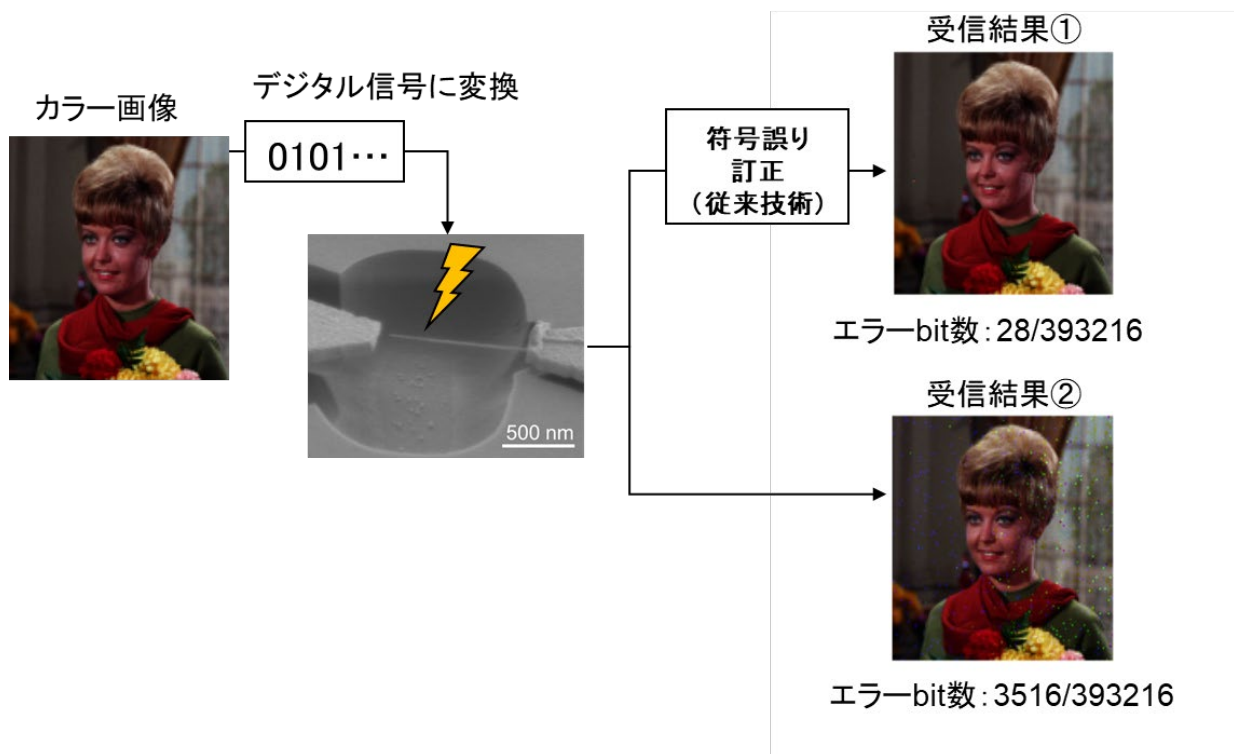 カラー画像
デジタル信号に変換
0101…
500 nm
符号誤り
訂正
（従来技術）
受信結果①
エラーbit数：28/393216
受信結果②
エラーbit数：3516/393216